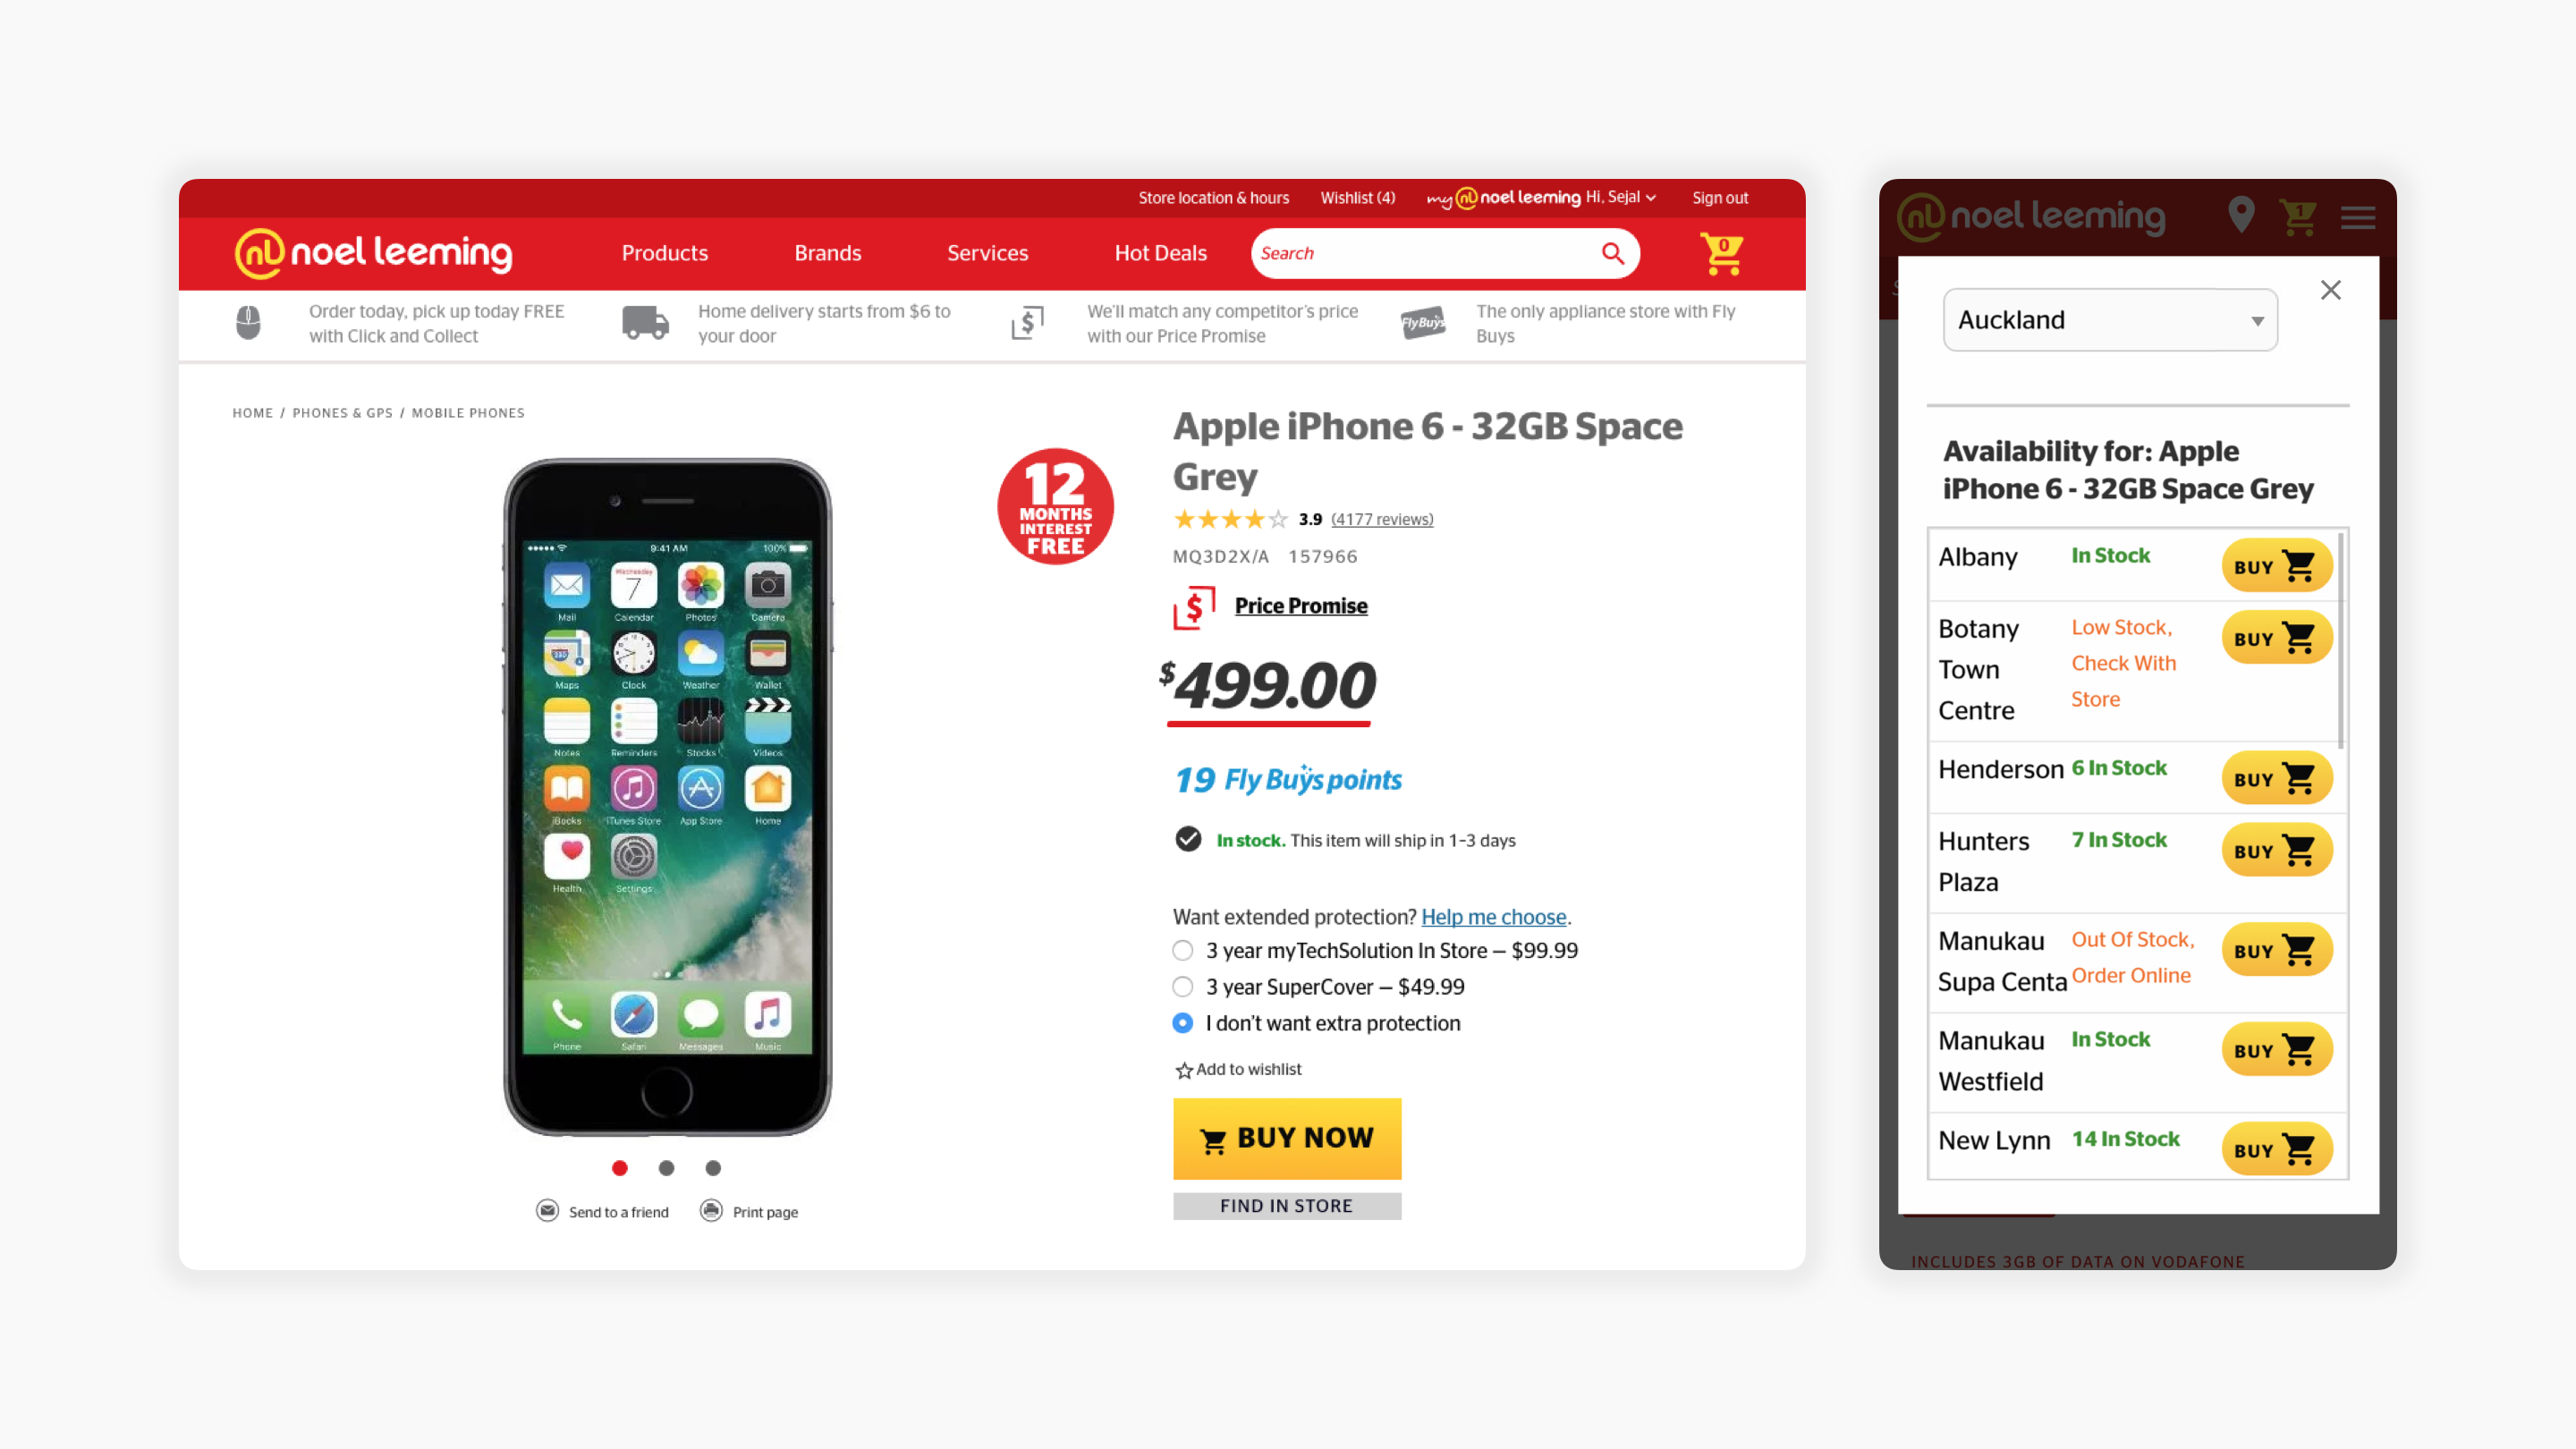 Store location & hours
Wishlist (4)
my nl noel leeming Hi, Sejal
Sign out
nl noel leeming
Products
Brands
Services
Hot Deals
Search
0
Order today, pick up today FREE
with Click and Collect
Home delivery starts from $6 to
your door
We'll match any competitor's price
with our Price Promise
FlyBuys
The only appliance store with Fly
Buys
HOME / PHONES & GPS / MOBILE PHONES
9:41 AM
100%
Mail
Wednesday
7
Calendar
Photos
Camera
Maps
280
Clock
Weather
Wallet
Notes
Reminders
Stocks
Videos
iBooks
iTunes Store
App Store
Home
Health
Settings
Phone
Safari
Messages
Music
Send to a friend
Print page
12
MONTHS
INTEREST
FREE
Apple iPhone 6 - 32GB Space
Grey
3.9 (4177 reviews)
MQ3D2X/A 157966
$ Price Promise
$499.00
19 Fly Buys points
In stock. This item will ship in 1-3 days
Want extended protection? Help me choose.
3 year myTechSolution In Store – $99.99
3 year SuperCover – $49.99
I don't want extra protection
Add to wishlist
BUY NOW
FIND IN STORE
nl noel leeming
1
Auckland
Availability for: Apple
iPhone 6 - 32GB Space Grey
Albany
In Stock
BUY
Botany
Town
Centre
Low Stock,
Check With
Store
BUY
Henderson
6 In Stock
BUY
Hunters
Plaza
7 In Stock
BUY
Manukau
Supa Centa
Out Of Stock,
Order Online
BUY
Manukau
Westfield
In Stock
BUY
New Lynn
14 In Stock
BUY
INCLUDES 3GB OF DATA ON VODAFONE